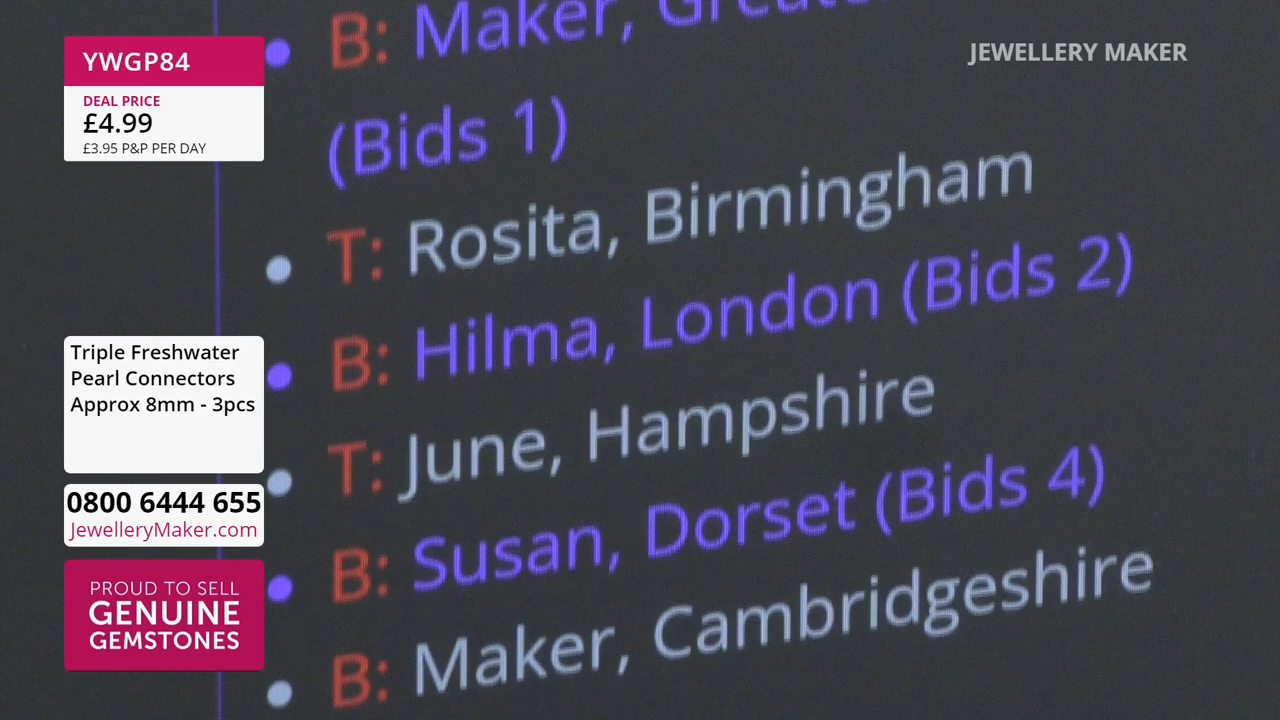 YWGP84
DEAL PRICE
£4.99
£3.95 P&P PER DAY
JEWELLERY MAKER
B: Maker,
(Bids 1)
T: Rosita, Birmingham
B: Hilma, London (Bids 2)
T: June, Hampshire
B: Susan, Dorset (Bids 4)
B: Maker, Cambridgeshire
Triple Freshwater
Pearl Connectors
Approx 8mm - 3pcs
0800 6444 655
JewelleryMaker.com
PROUD TO SELL
GENUINE
GEMSTONES